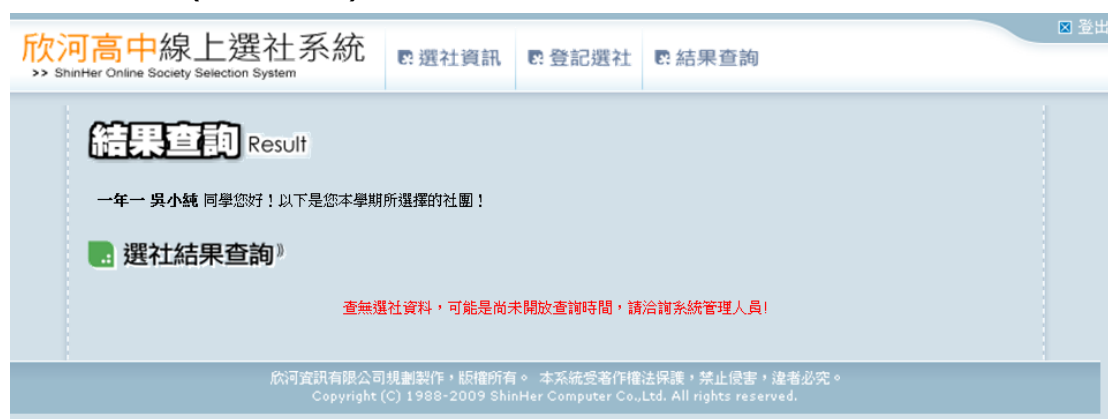 登出
欣河高中線上選社系統
>> ShinHer Online Society Selection System
選社資訊
登記選社
結果查詢
結果查詢 Result
一年一 吳小純 同學您好！以下是您本學期所選擇的社團！
選社結果查詢
查無選社資料，可能是尚未開放查詢時間，請洽詢系統管理人員!
欣河資訊有限公司規劃製作，版權所有。 本系統受著作權法保護，禁止侵害，違者必究。
Copyright (C) 1988-2009 ShinHer Computer Co.,Ltd. All rights reserved.